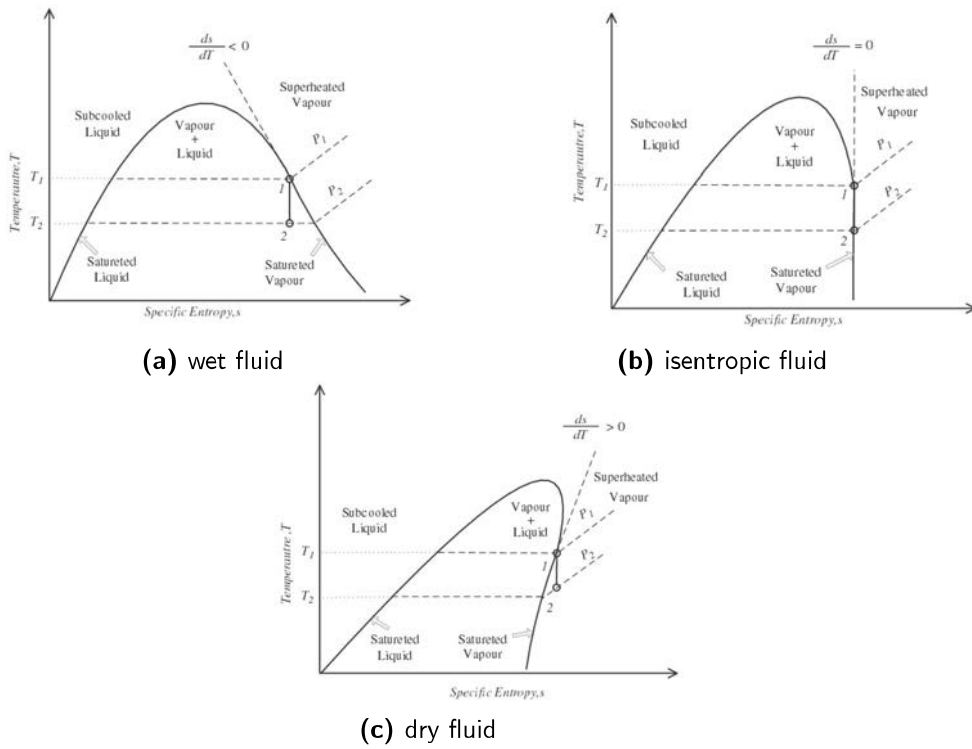 ds
dT
< 0
Superheated
Vapour
Subcooled
Liquid
Vapour
+
Liquid
P1
T1
1
P2
T2
2
Temperautre,T
Satureted
Liquid
Satureted
Vapour
Specific Entropy,s
(a) wet fluid
ds
dT
= 0
Superheated
Vapour
Subcooled
Liquid
Vapour
+
Liquid
P1
T1
1
P2
T2
2
Temperautre,T
Satureted
Liquid
Satureted
Vapour
Specific Entropy,s
(b) isentropic fluid
ds
dT
> 0
Superheated
Vapour
Subcooled
Liquid
Vapour
+
Liquid
P1
T1
1
P2
T2
2
Temperautre ,T
Satureted
Liquid
Satureted
Vapour
Specific Entropy,s
(c) dry fluid